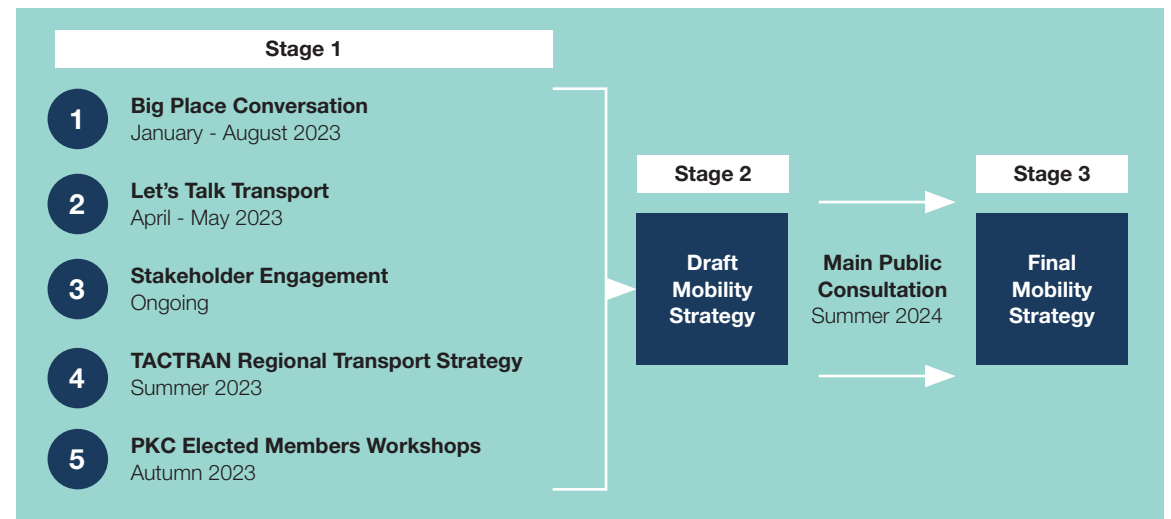 Stage 1
1
Big Place Conversation
January - August 2023
2
Let's Talk Transport
April - May 2023
3
Stakeholder Engagement
Ongoing
4
TACTRAN Regional Transport Strategy
Summer 2023
5
PKC Elected Members Workshops
Autumn 2023
Stage 2
Draft
Mobility
Strategy
Main Public
Consultation
Summer 2024
Stage 3
Final
Mobility
Strategy